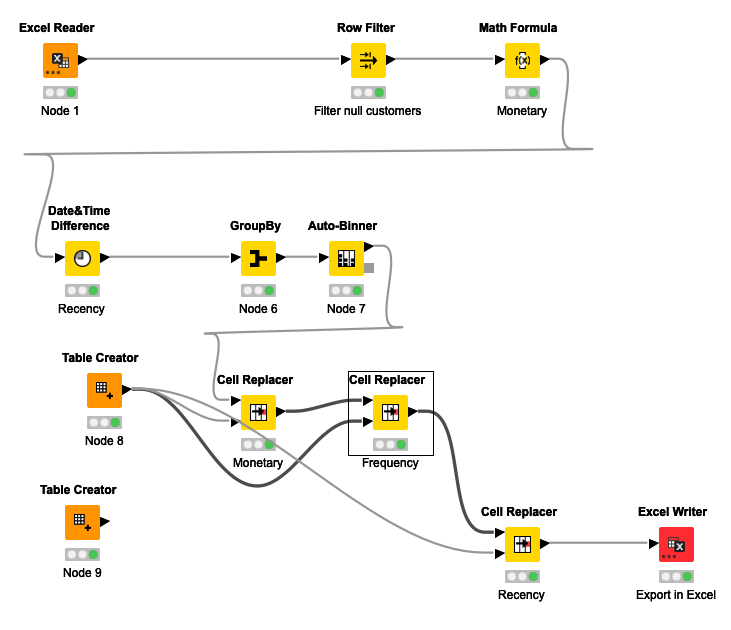 Excel Reader
Row Filter
Math Formula
f(x)
Node 1
Filter null customers
Monetary
Date&Time
Difference
GroupBy
Auto-Binner
Recency
Node 6
Node 7
Table Creator
Cell Replacer
Cell Replacer
Node 8
Monetary
Frequency
Table Creator
Cell Replacer
Excel Writer
Node 9
Recency
Export in Excel